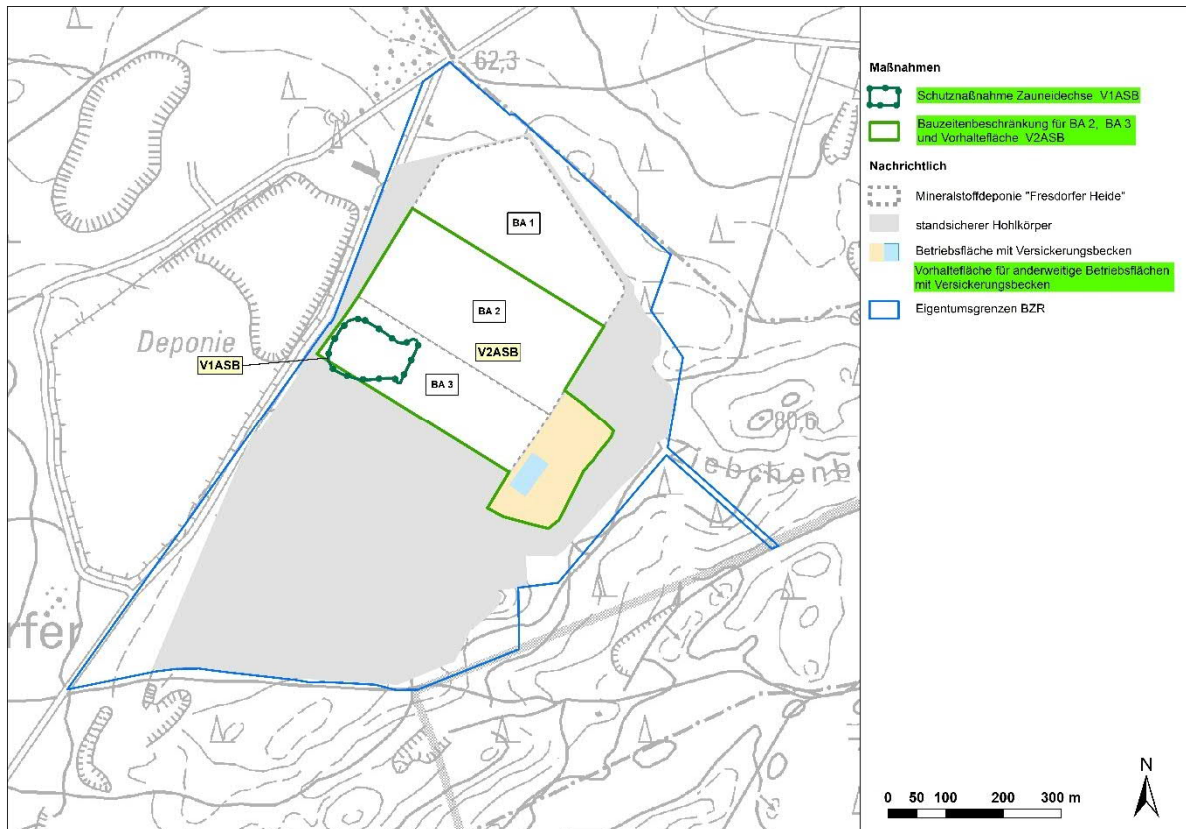 62,3
BA 1
BA 2
Deponie
V2ASB
V1ASB
BA 3
80,6
Ziebchenb
rfer
Maßnahmen
Schutznaßnahme Zauneidechse V1ASB
Bauzeitenbeschränkung für BA 2, BA 3
und Vorhaltefläche V2ASB
Nachrichtlich
Mineralstoffdeponie "Fresdorfer Heide"
standsicherer Hohlkörper
Betriebsfläche mit Versickerungsbecken
Vorhaltefläche für anderweitige Betriebsflächen
mit Versickerungsbecken
Eigentumsgrenzen BZR
N
0 50 100 200 300 m